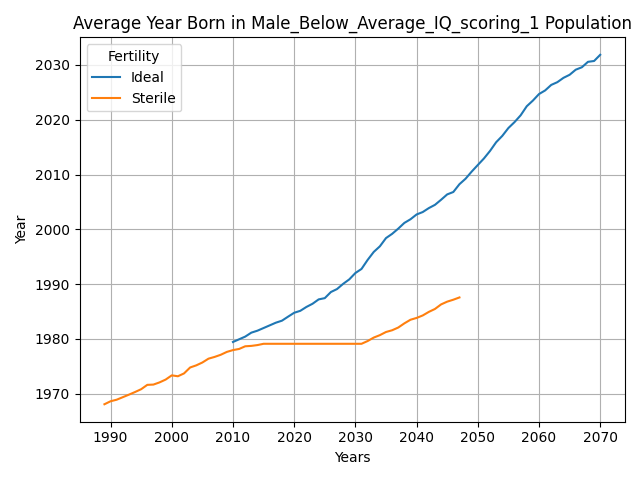 Average Year Born in Male_Below_Average_IQ_scoring_1 Population
Fertility
Ideal
Sterile
Year
2030
2020
2010
2000
1990
1980
1970
1990 2000 2010 2020 2030 2040 2050 2060 2070
Years